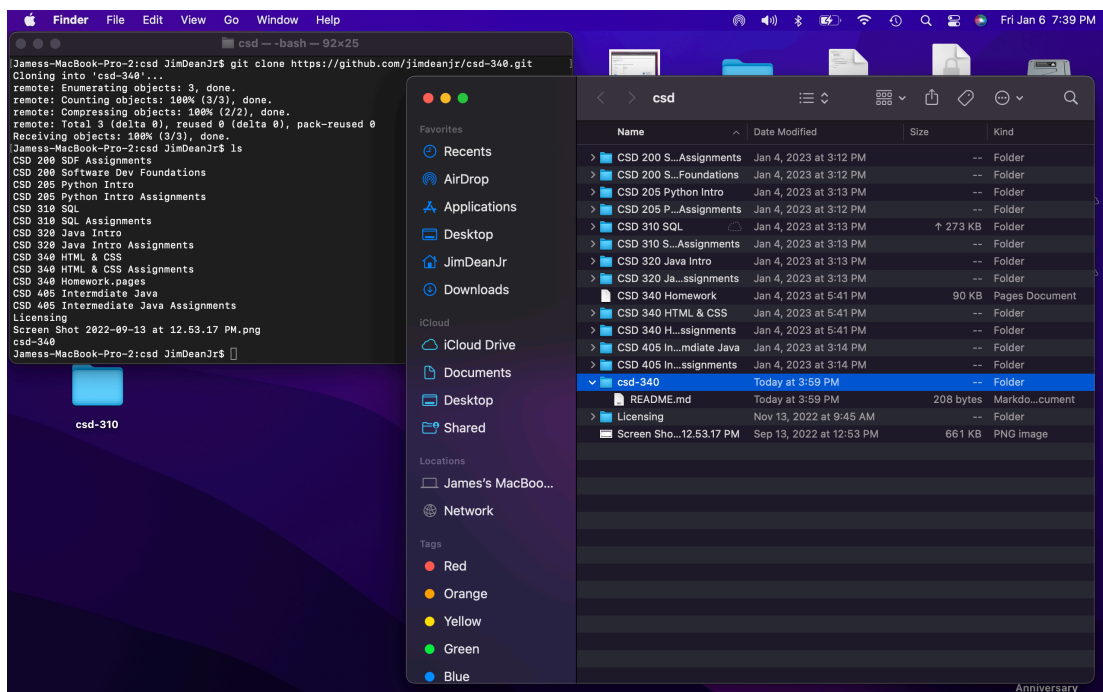 Finder File Edit View Go Window Help Fri Jan 6 7:39 PM
csd — -bash — 92×25
[Jamess-MacBook-Pro-2:csd JimDeanJr$ git clone https://github.com/jimdeanjr/csd-340.git ]
Cloning into 'csd-340'...
remote: Enumerating objects: 3, done.
remote: Counting objects: 100% (3/3), done.
remote: Compressing objects: 100% (2/2), done.
remote: Total 3 (delta 0), reused 0 (delta 0), pack-reused 0
Receiving objects: 100% (3/3), done.
[Jamess-MacBook-Pro-2:csd JimDeanJr$ ls
CSD 200 SDF Assignments
CSD 200 Software Dev Foundations
CSD 205 Python Intro
CSD 205 Python Intro Assignments
CSD 310 SQL
CSD 310 SQL Assignments
CSD 320 Java Intro
CSD 320 Java Intro Assignments
CSD 340 HTML & CSS
CSD 340 HTML & CSS Assignments
CSD 340 Homework.pages
CSD 405 Intermdiate Java
CSD 405 Intermediate Java Assignments
Licensing
Screen Shot 2022-09-13 at 12.53.17 PM.png
csd-340
Jamess-MacBook-Pro-2:csd JimDeanJr$
csd-310
Favorites
Recents
AirDrop
Applications
Desktop
JimDeanJr
Downloads
iCloud
iCloud Drive
Documents
Desktop
Shared
Locations
James's MacBoo...
Network
Tags
Red
Orange
Yellow
Green
Blue
csd
Name Date Modified Size Kind
CSD 200 S...Assignments Jan 4, 2023 at 3:12 PM -- Folder
CSD 200 S...Foundations Jan 4, 2023 at 3:12 PM -- Folder
CSD 205 Python Intro Jan 4, 2023 at 3:12 PM -- Folder
CSD 205 P...Assignments Jan 4, 2023 at 3:12 PM -- Folder
CSD 310 SQL Jan 4, 2023 at 3:13 PM ↑ 273 KB Folder
CSD 310 S...Assignments Jan 4, 2023 at 3:13 PM -- Folder
CSD 320 Java Intro Jan 4, 2023 at 3:13 PM -- Folder
CSD 320 Ja...ssignments Jan 4, 2023 at 3:13 PM -- Folder
CSD 340 Homework Jan 4, 2023 at 5:41 PM 90 KB Pages Document
CSD 340 HTML & CSS Jan 4, 2023 at 5:41 PM -- Folder
CSD 340 H...ssignments Jan 4, 2023 at 5:41 PM -- Folder
CSD 405 In...mdiate Java Jan 4, 2023 at 3:14 PM -- Folder
CSD 405 In...ssignments Jan 4, 2023 at 3:14 PM -- Folder
csd-340 Today at 3:59 PM -- Folder
README.md Today at 3:59 PM 208 bytes Markdo...cument
Licensing Nov 13, 2022 at 9:45 AM -- Folder
Screen Sho...12.53.17 PM Sep 13, 2022 at 12:53 PM 661 KB PNG image
Anniversary